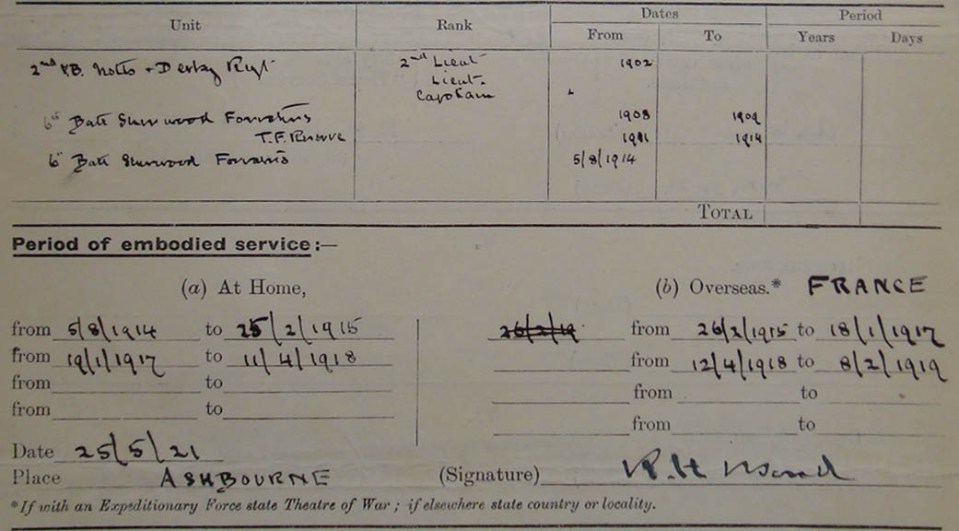 Unit Rank Dates Period
From To Years Days
2nd V.B. Notts & Derby Regt 2nd Lieut 1902
Lieut.
Captain "
6th Batt Sherwood Foresters 1908 1909
T.F. Reserve 1911 1914
6th Batt Sherwood Foresters 5/8/1914
TOTAL
Period of embodied service:—
(a) At Home, (b) Overseas.* FRANCE
from 5/8/1914 to 25/2/1915 26/2/19 from 26/2/1915 to 18/1/1917
from 19/1/1917 to 11/4/1918 from 12/4/1918 to 8/2/1919
from to from to
from to from to
Date 25/5/21
Place ASHBOURNE (Signature) R.H.
*If with an Expeditionary Force state Theatre of War; if elsewhere state country or locality.